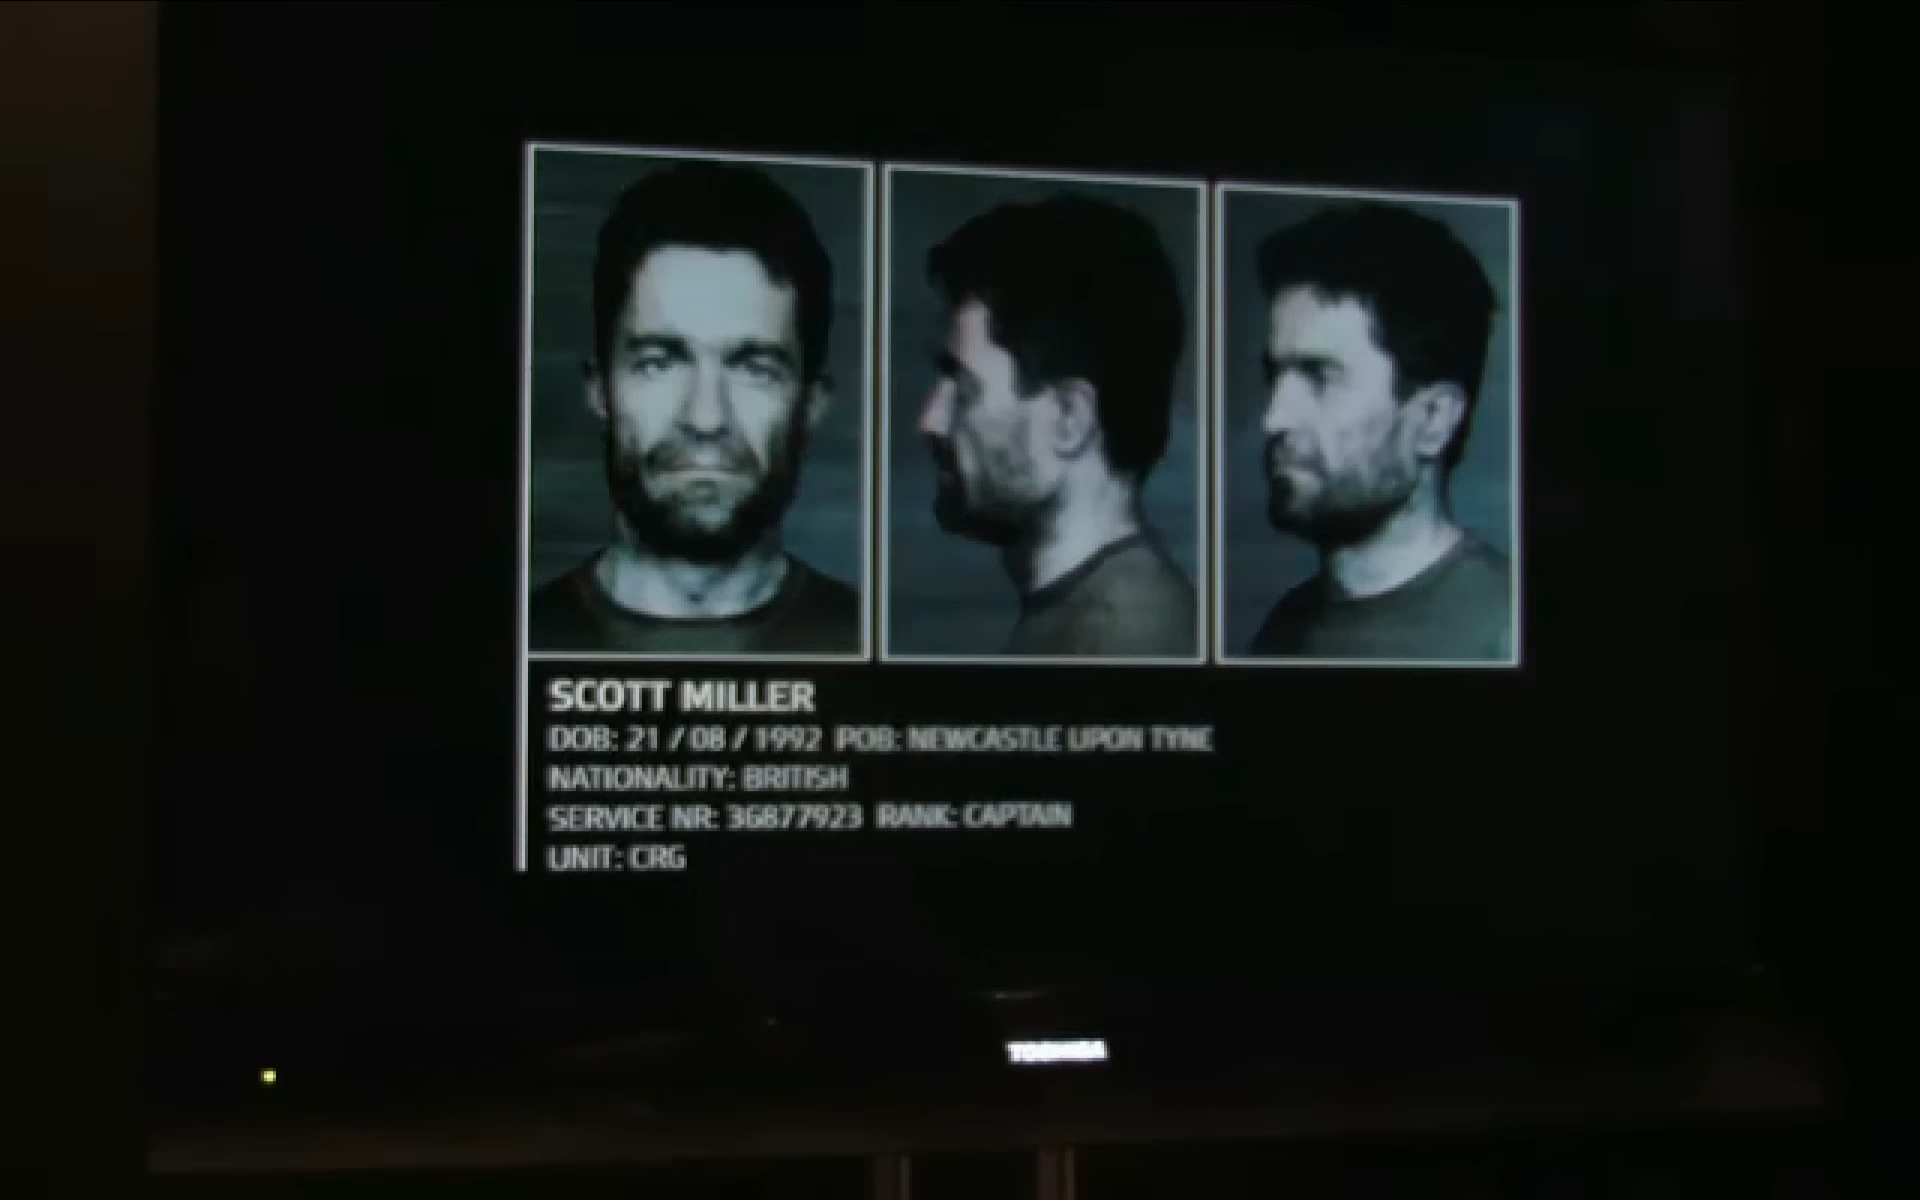 SCOTT MILLER
DOB: 21 / 08 / 1992 POB: NEWCASTLE UPON TYNE
NATIONALITY: BRITISH
SERVICE NR: 36877923 RANK: CAPTAIN
UNIT: CRG
TOSHIBA